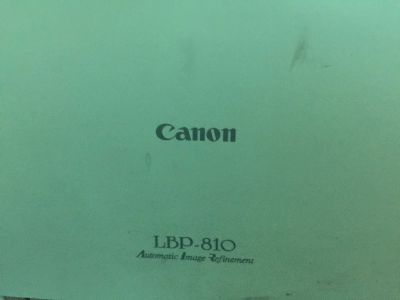 Canon
LBP-810
Automatic Image Refinement